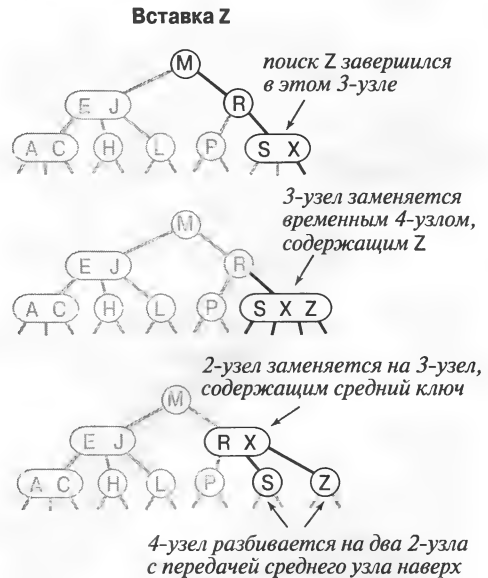 Вставка Z
M
поиск Z завершился
в этом 3-узле
E J
R
A C
H
L
P
S X
3-узел заменяется
временным 4-узлом,
содержащим Z
M
E J
R
A C
H
L
P
S X Z
2-узел заменяется на 3-узел,
содержащим средний ключ
M
E J
R X
A C
H
L
P
S
Z
4-узел разбивается на два 2-узла
с передачей среднего узла наверх